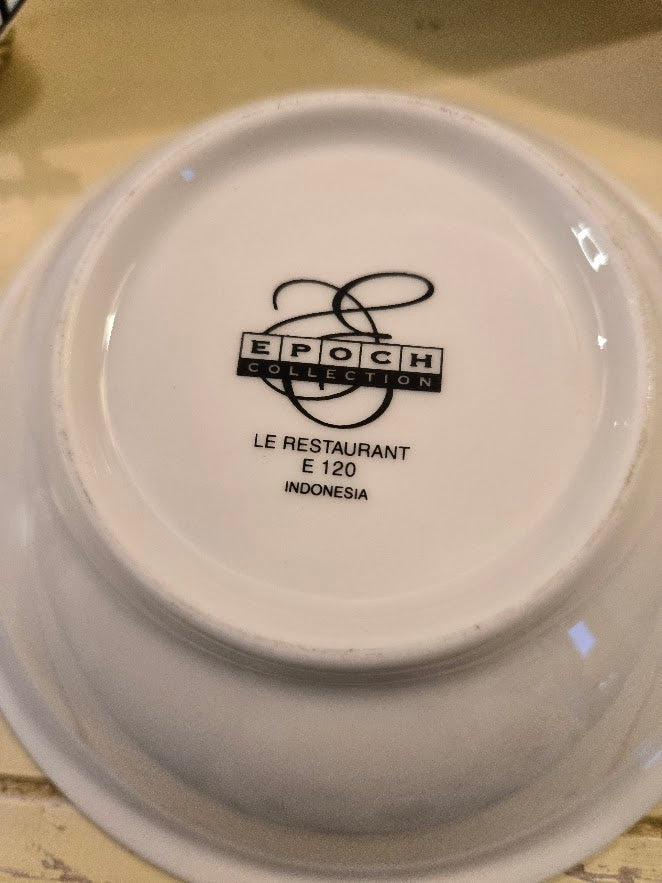 EPOCH
COLLECTION
LE RESTAURANT
E 120
INDONESIA